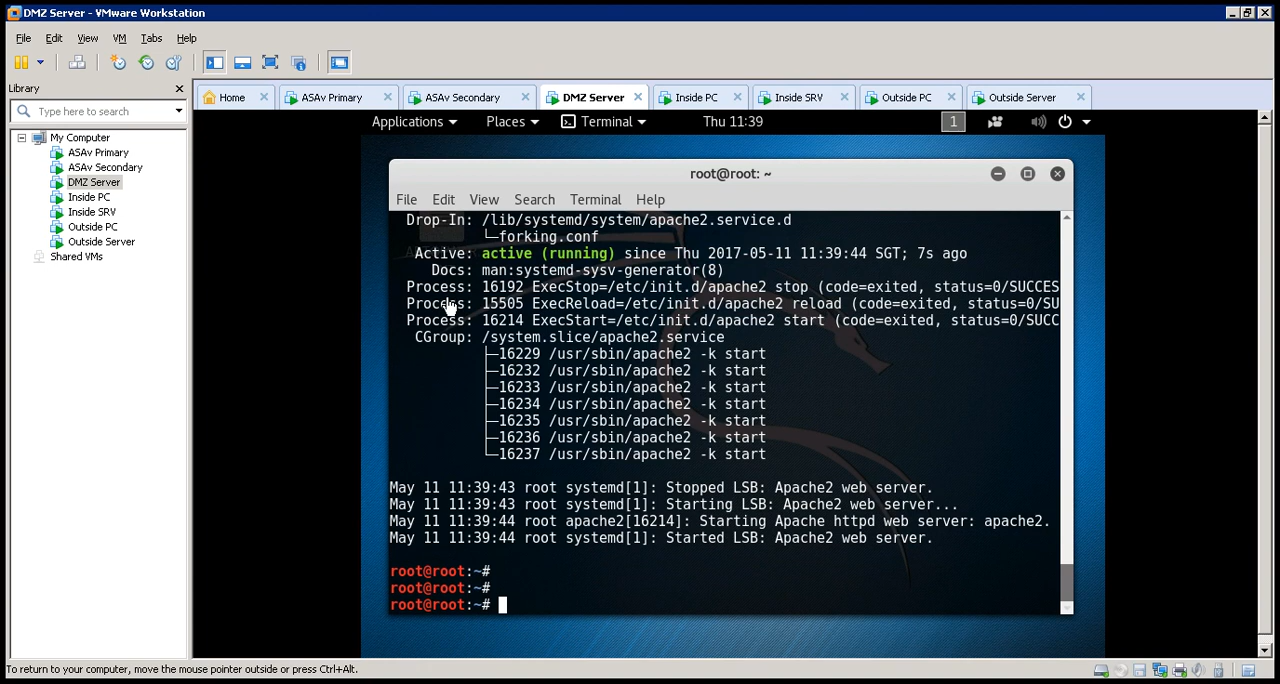 DMZ Server - VMware Workstation
File Edit View VM Tabs Help
Library
Type here to search
My Computer
ASAv Primary
ASAv Secondary
DMZ Server
Inside PC
Inside SRV
Outside PC
Outside Server
Shared VMs
Home ASAv Primary ASAv Secondary DMZ Server Inside PC Inside SRV Outside PC Outside Server
Applications Places Terminal Thu 11:39 1
root@root: ~
File Edit View Search Terminal Help
Drop-In: /lib/systemd/system/apache2.service.d
└─forking.conf
Active: active (running) since Thu 2017-05-11 11:39:44 SGT; 7s ago
Docs: man:systemd-sysv-generator(8)
Process: 16192 ExecStop=/etc/init.d/apache2 stop (code=exited, status=0/SUCCES
Process: 15505 ExecReload=/etc/init.d/apache2 reload (code=exited, status=0/SU
Process: 16214 ExecStart=/etc/init.d/apache2 start (code=exited, status=0/SUCC
CGroup: /system.slice/apache2.service
├─16229 /usr/sbin/apache2 -k start
├─16232 /usr/sbin/apache2 -k start
├─16233 /usr/sbin/apache2 -k start
├─16234 /usr/sbin/apache2 -k start
├─16235 /usr/sbin/apache2 -k start
├─16236 /usr/sbin/apache2 -k start
└─16237 /usr/sbin/apache2 -k start
May 11 11:39:43 root systemd[1]: Stopped LSB: Apache2 web server.
May 11 11:39:43 root systemd[1]: Starting LSB: Apache2 web server...
May 11 11:39:44 root apache2[16214]: Starting Apache httpd web server: apache2.
May 11 11:39:44 root systemd[1]: Started LSB: Apache2 web server.
root@root:~#
root@root:~#
root@root:~#
To return to your computer, move the mouse pointer outside or press Ctrl+Alt.